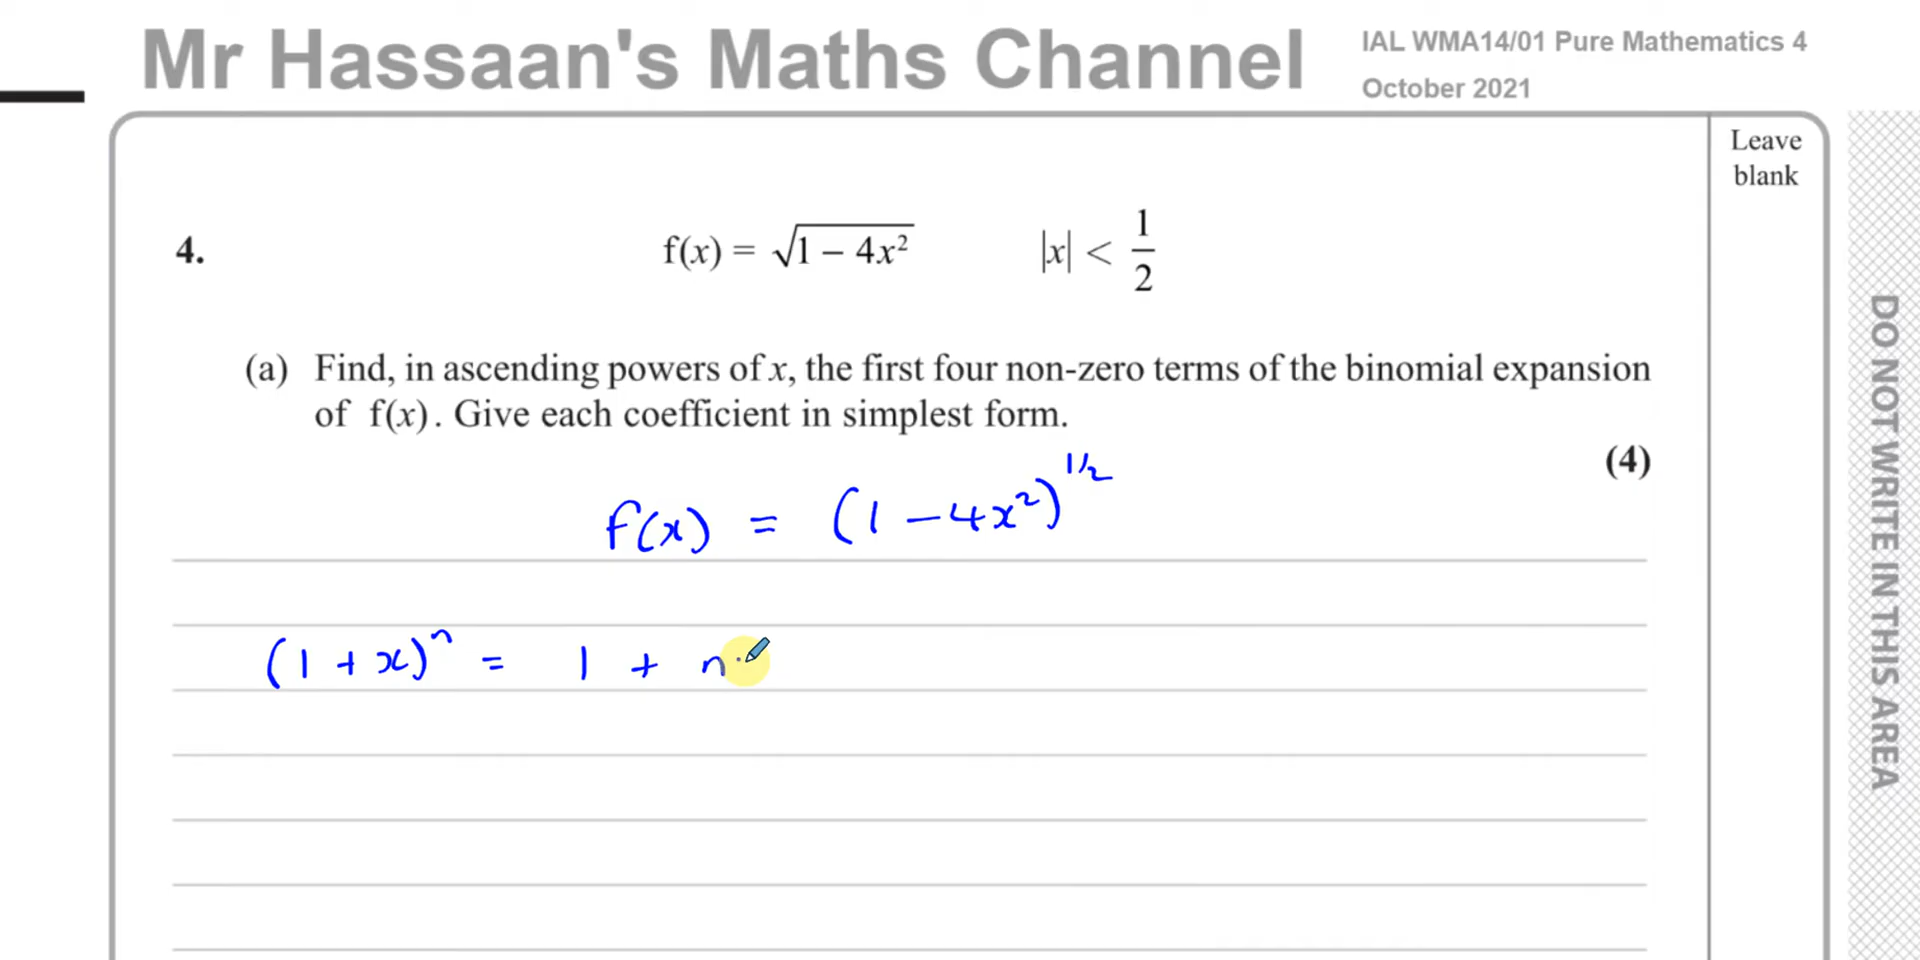 Mr Hassaan's Maths Channel
IAL WMA14/01 Pure Mathematics 4
October 2021
Leave
blank
4. f(x) = √(1 − 4x²) |x| < 1/2
(a) Find, in ascending powers of x, the first four non-zero terms of the binomial expansion
of f(x). Give each coefficient in simplest form.
(4)
f(x) = (1 − 4x²)^1/2
(1 + x)^n = 1 + n
DO NOT WRITE IN THIS AREA